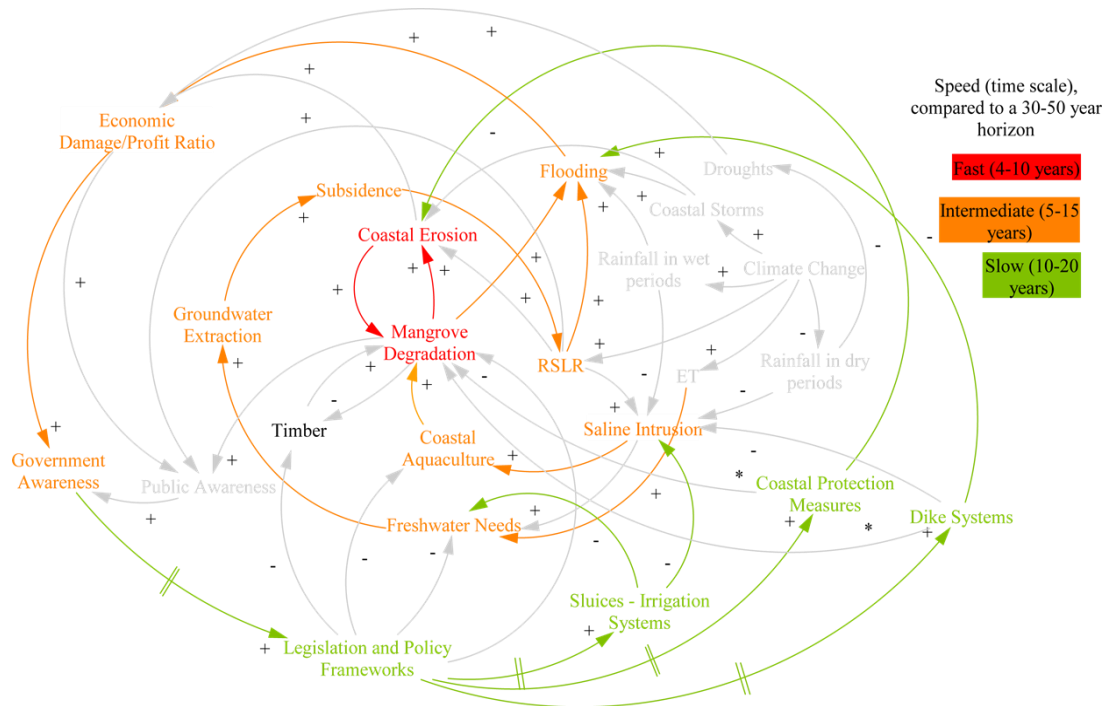 Speed (time scale),
compared to a 30-50 year
horizon
Fast (4-10 years)
Intermediate (5-15
years)
Slow (10-20
years)
Economic
Damage/Profit Ratio
Subsidence
Flooding
Droughts
Coastal Storms
Coastal Erosion
Rainfall in wet
periods
Climate Change
Groundwater
Extraction
Mangrove
Degradation
RSLR
ET
Rainfall in dry
periods
Timber
Coastal
Aquaculture
Saline Intrusion
Government
Awareness
Public Awareness
Freshwater Needs
Coastal Protection
Measures
Dike Systems
Sluices - Irrigation
Systems
Legislation and Policy
Frameworks